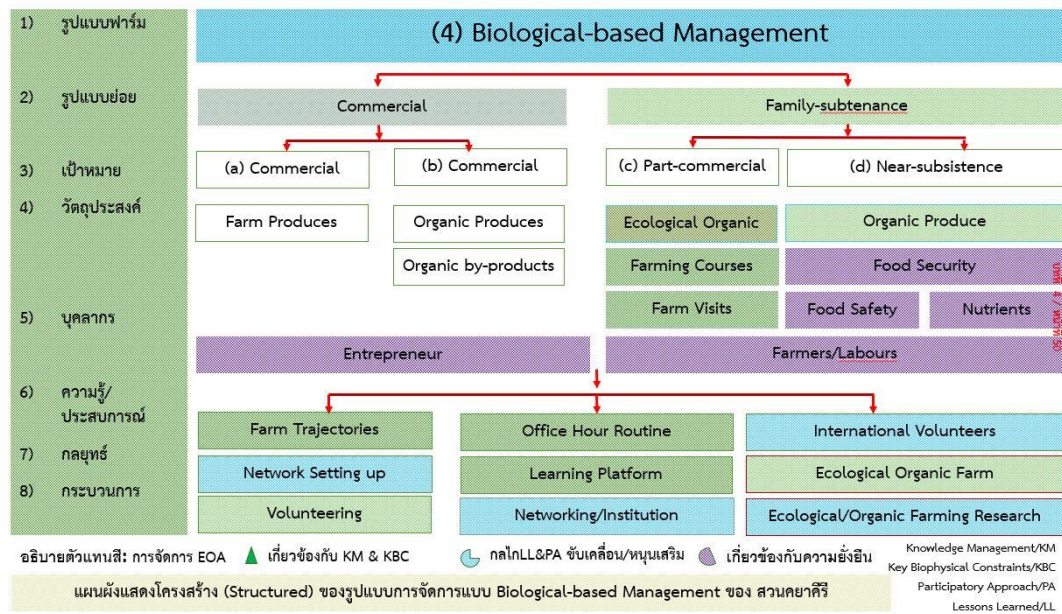 1) รูปแบบฟาร์ม
(4) Biological-based Management
2) รูปแบบย่อย
Commercial
Family-subtenance
3) เป้าหมาย
(a) Commercial
(b) Commercial
(c) Part-commercial
(d) Near-subsistence
4) วัตถุประสงค์
Farm Produces
Organic Produces
Ecological Organic
Organic Produce
Organic by-products
Farming Courses
Food Security
5) บุคลากร
Farm Visits
Food Safety
Nutrients
บทที่ 4 / หน้าที่ 50
Entrepreneur
Farmers/Labours
6) ความรู้/
ประสบการณ์
Farm Trajectories
Office Hour Routine
International Volunteers
7) กลยุทธ์
Network Setting up
Learning Platform
Ecological Organic Farm
8) กระบวนการ
Volunteering
Networking/Institution
Ecological/Organic Farming Research
อธิบายตัวแทนสี: การจัดการ EOA
เกี่ยวข้องกับ KM & KBC
กลไกLL&PA ขับเคลื่อน/หนุนเสริม
เกี่ยวข้องกับความยั่งยืน
Knowledge Management/KM
Key Biophysical Constraints/KBC
Participatory Approach/PA
Lessons Learned/LL
แผนผังแสดงโครงสร้าง (Structured) ของรูปแบบการจัดการแบบ Biological-based Management ของ สวนคยาคีรี